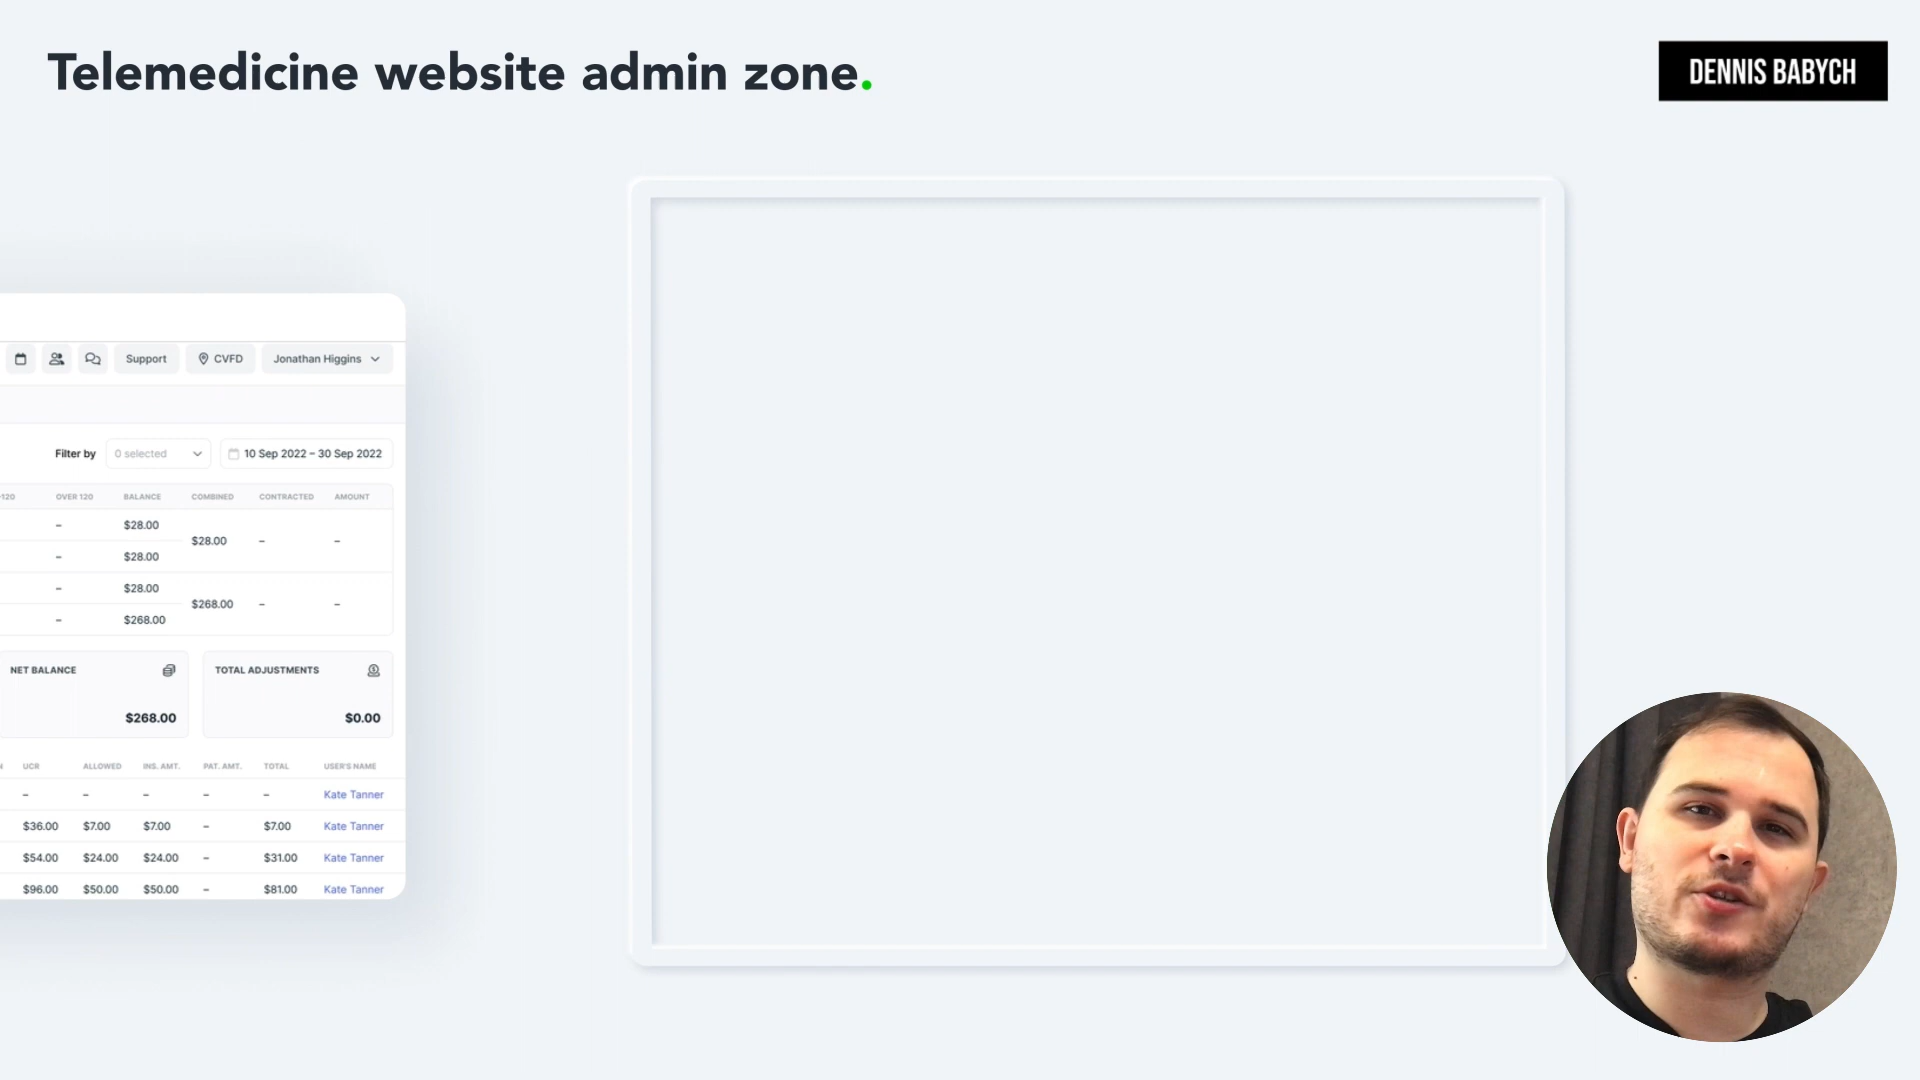 Telemedicine website admin zone.
DENNIS BABYCH
Support
CVFD
Jonathan Higgins
Filter by
0 selected
10 Sep 2022 – 30 Sep 2022
-120 OVER 120 BALANCE COMBINED CONTRACTED AMOUNT
– $28.00
$28.00 – –
– $28.00
– $28.00
$268.00 – –
– $268.00
NET BALANCE
$268.00
TOTAL ADJUSTMENTS
$0.00
UCR ALLOWED INS. AMT. PAT. AMT. TOTAL USER'S NAME
– – – – – Kate Tanner
$36.00 $7.00 $7.00 – $7.00 Kate Tanner
$54.00 $24.00 $24.00 – $31.00 Kate Tanner
$96.00 $50.00 $50.00 – $81.00 Kate Tanner